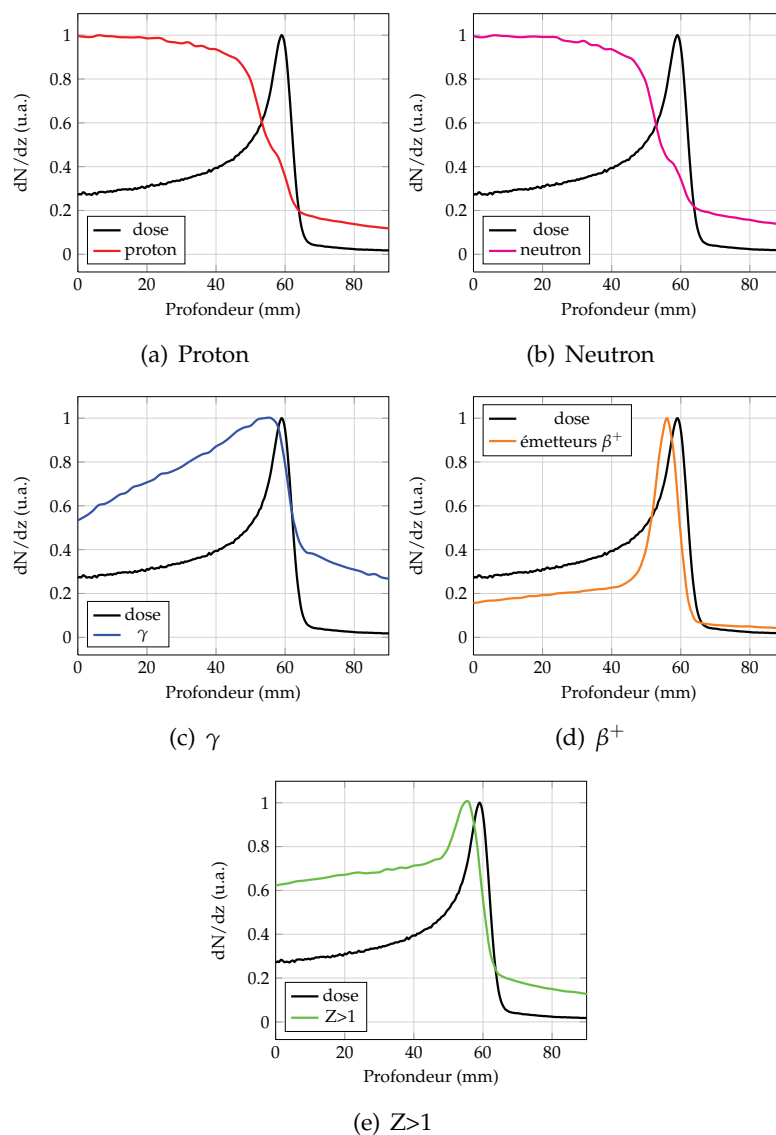 1
0.8
0.6
0.4
0.2
0
dN/dz (u.a.)
dose
proton
0 20 40 60 80
Profondeur (mm)
(a) Proton
1
0.8
0.6
0.4
0.2
0
dN/dz (u.a.)
dose
neutron
0 20 40 60 80
Profondeur (mm)
(b) Neutron
1
0.8
0.6
0.4
0.2
0
dN/dz (u.a.)
dose
γ
0 20 40 60 80
Profondeur (mm)
(c) γ
1
0.8
0.6
0.4
0.2
0
dN/dz (u.a.)
dose
émetteurs β⁺
0 20 40 60 80
Profondeur (mm)
(d) β⁺
1
0.8
0.6
0.4
0.2
0
dN/dz (u.a.)
dose
Z>1
0 20 40 60 80
Profondeur (mm)
(e) Z>1